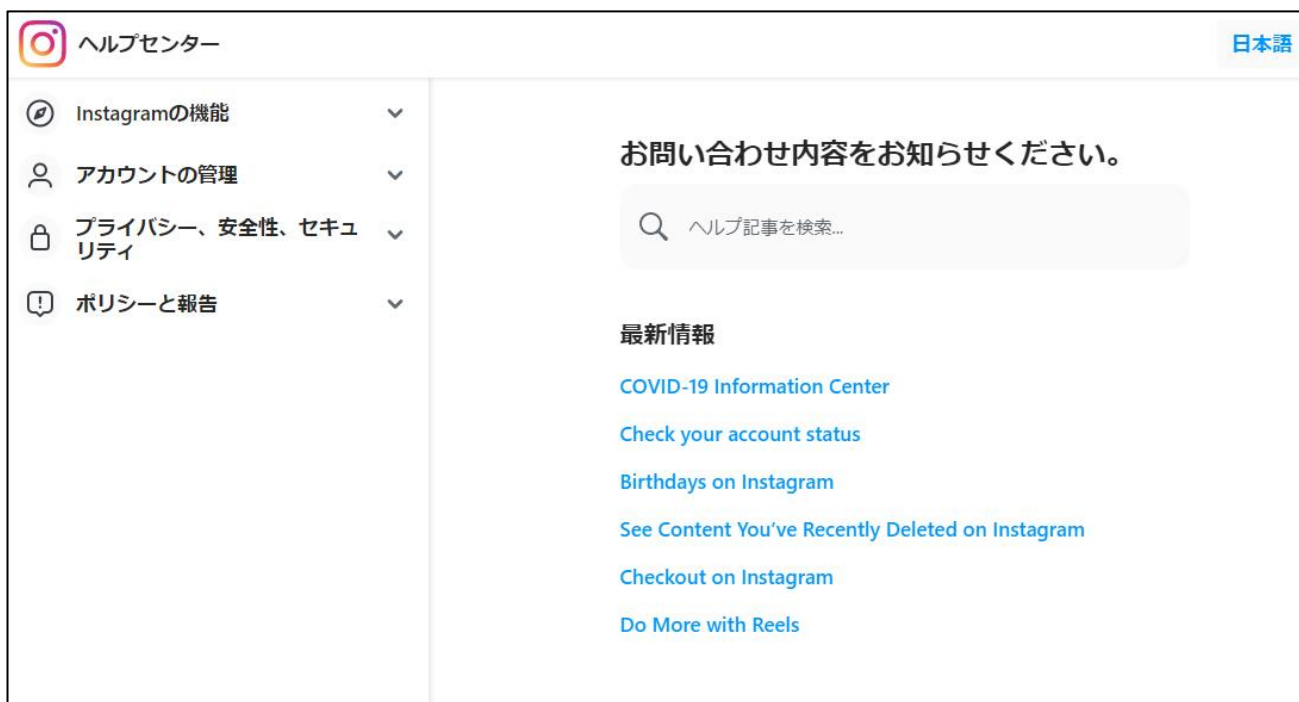 ヘルプセンター
日本語
Instagramの機能
アカウントの管理
プライバシー、安全性、セキュ
リティ
ポリシーと報告
お問い合わせ内容をお知らせください。
ヘルプ記事を検索...
最新情報
COVID-19 Information Center
Check your account status
Birthdays on Instagram
See Content You've Recently Deleted on Instagram
Checkout on Instagram
Do More with Reels